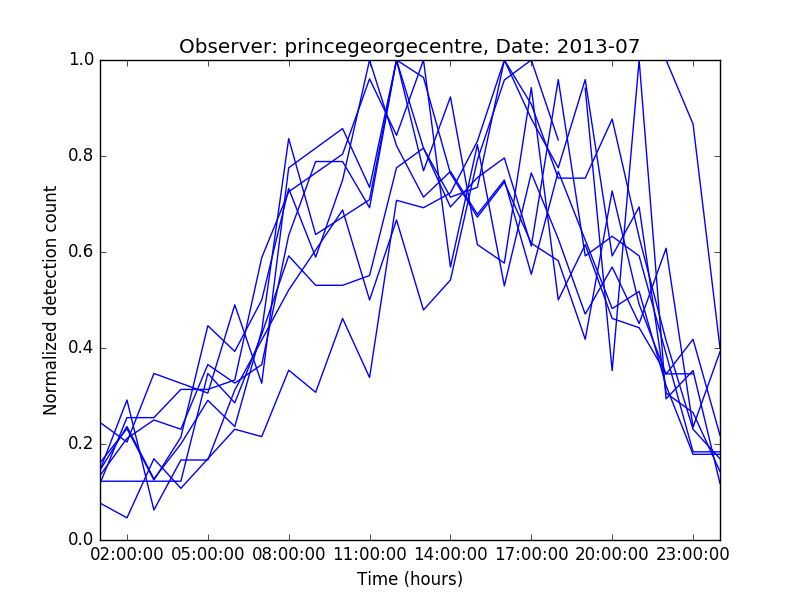 Observer: princegeorgecentre, Date: 2013-07
1.0
0.8
0.6
0.4
0.2
0.0
Normalized detection count
02:00:00 05:00:00 08:00:00 11:00:00 14:00:00 17:00:00 20:00:00 23:00:00
Time (hours)